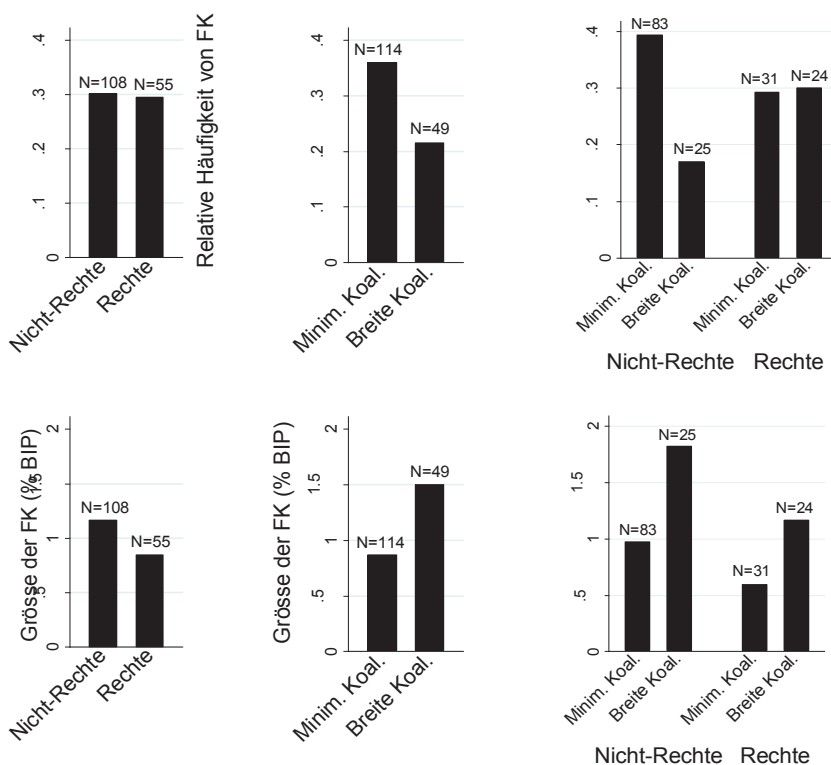 .4
.3
.2
.1
0
N=108
N=55
Nicht-Rechte
Rechte
Relative Häufigkeit von FK
.4
.3
.2
.1
0
N=114
N=49
Minim. Koal.
Breite Koal.
.4
.3
.2
.1
0
N=83
N=25
N=31
N=24
Minim. Koal.
Breite Koal.
Minim. Koal.
Breite Koal.
Nicht-Rechte Rechte
Grösse der FK (% BIP)
2
1.5
1
.5
0
N=108
N=55
Nicht-Rechte
Rechte
Grösse der FK (% BIP)
2
1.5
1
.5
0
N=114
N=49
Minim. Koal.
Breite Koal.
2
1.5
1
.5
0
N=83
N=25
N=31
N=24
Minim. Koal.
Breite Koal.
Minim. Koal.
Breite Koal.
Nicht-Rechte Rechte